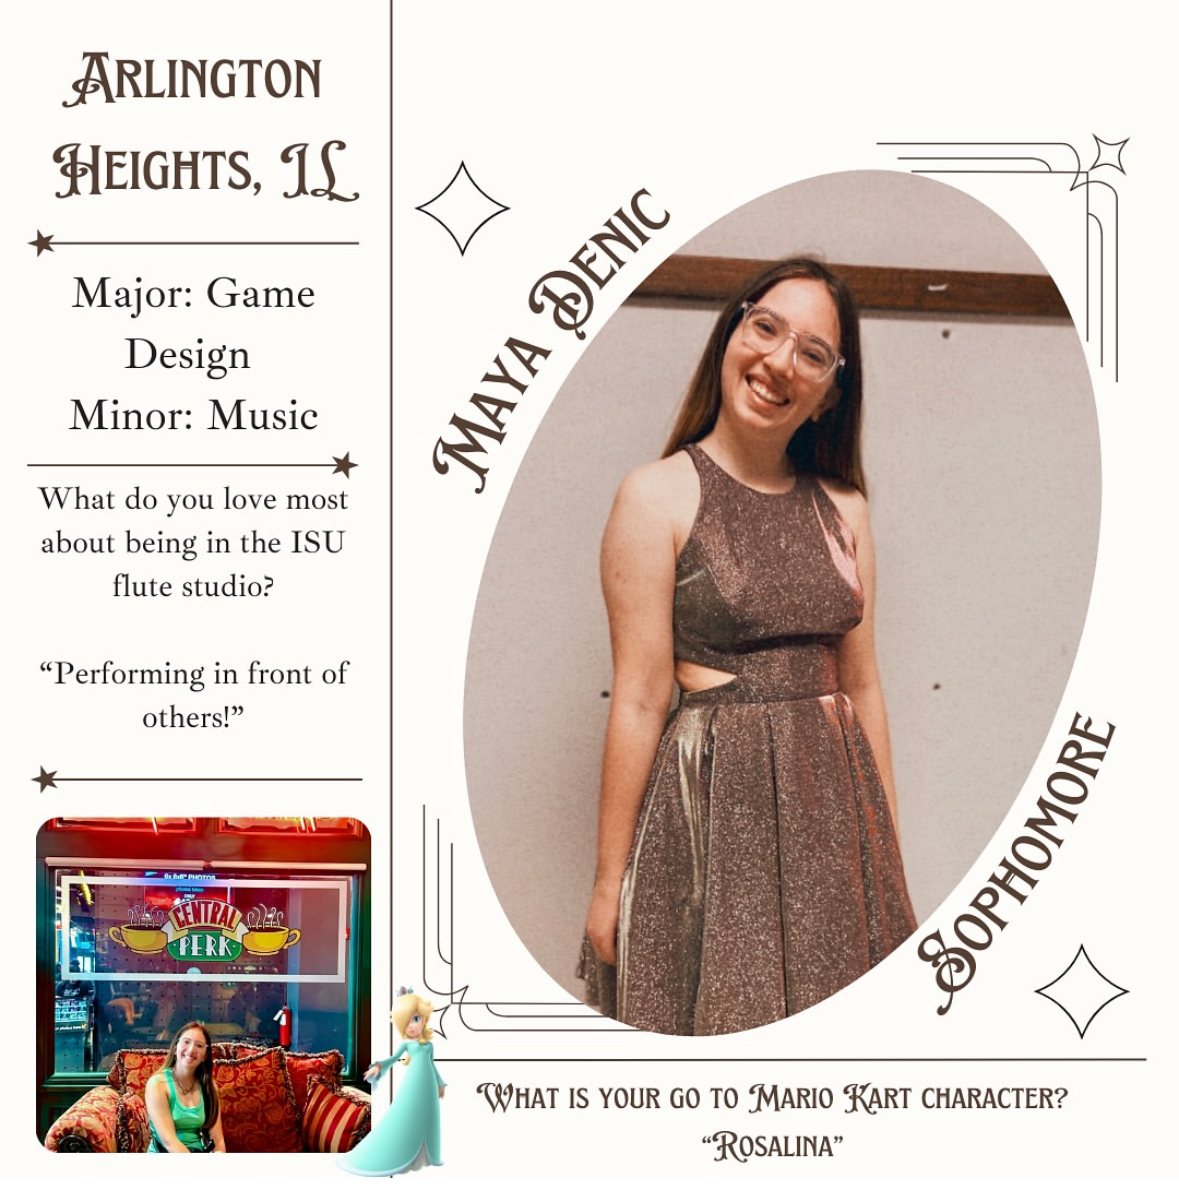 Arlington
Heights, IL
Major: Game
Design
Minor: Music
What do you love most
about being in the ISU
flute studio?
“Performing in front of
others!”
CENTRAL
PERK
Maya Denic
Sophomore
What is your go to Mario Kart character?
“Rosalina”